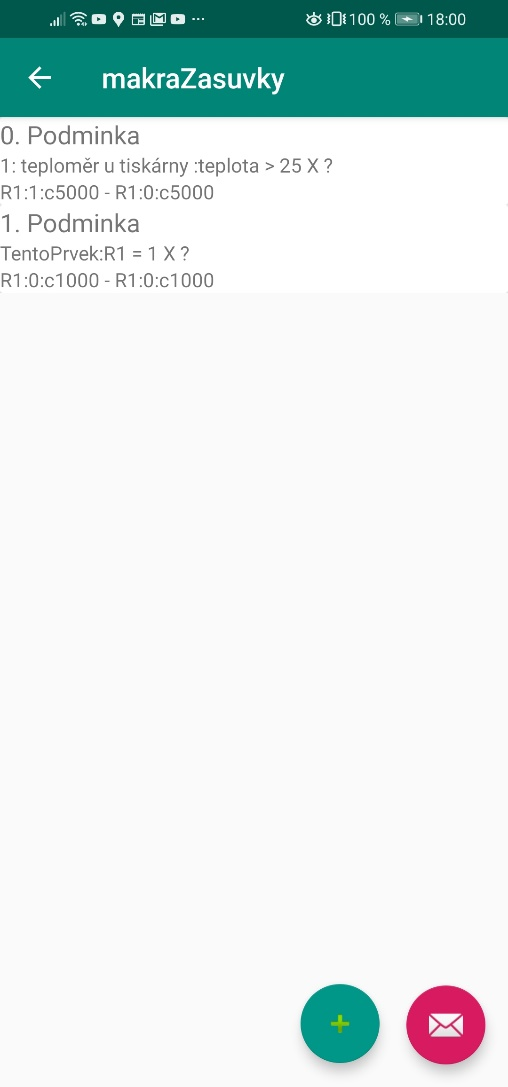 100 % 18:00
makraZasuvky
0. Podminka
1: teploměr u tiskárny :teplota > 25 X ?
R1:1:c5000 - R1:0:c5000
1. Podminka
TentoPrvek:R1 = 1 X ?
R1:0:c1000 - R1:0:c1000